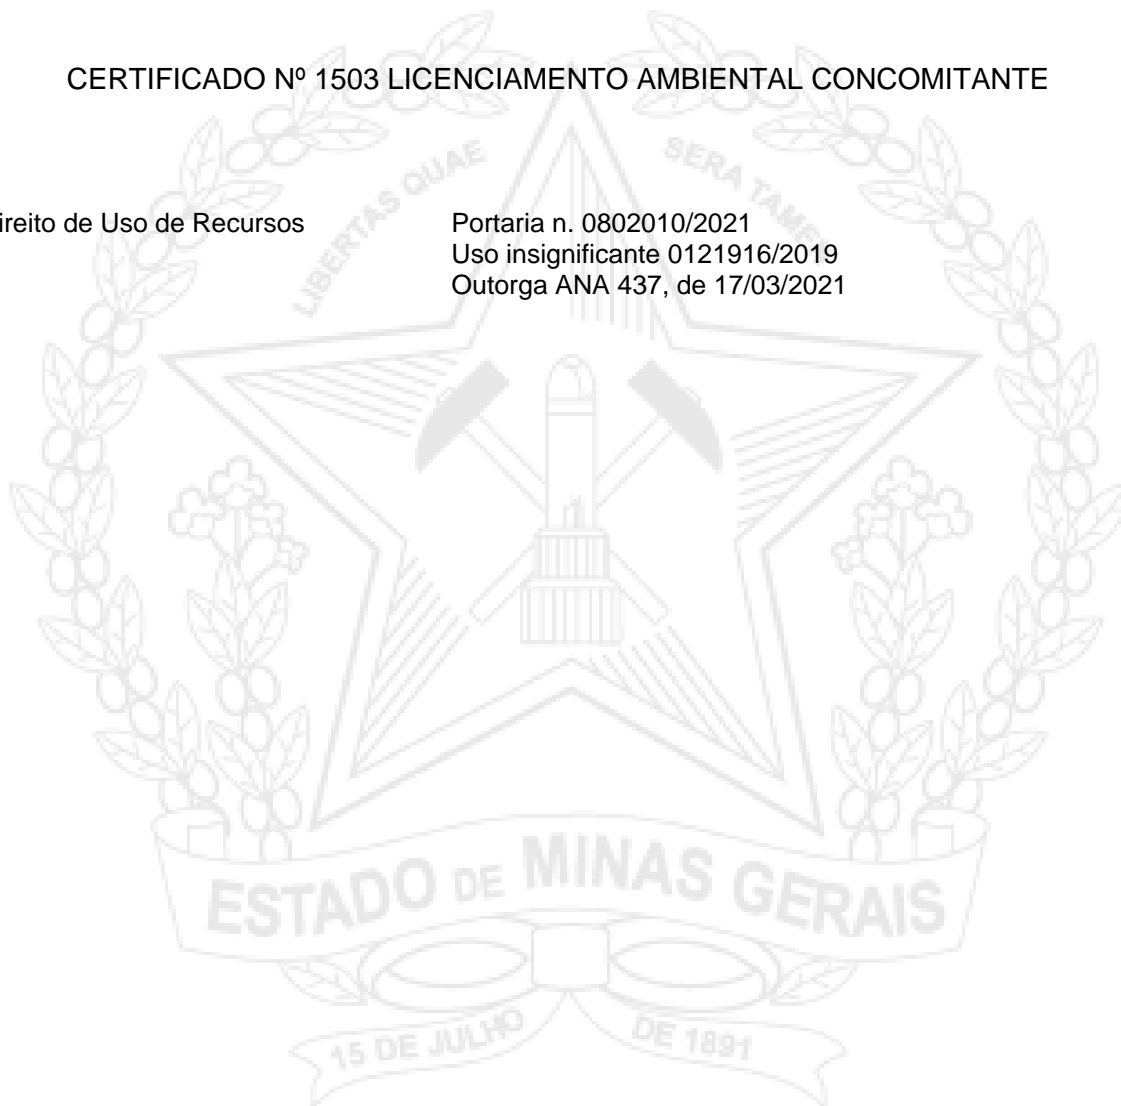 CERTIFICADO Nº 1503 LICENCIAMENTO AMBIENTAL CONCOMITANTE
LIBERTAS QUAE SERA TAMEN
ireito de Uso de Recursos Portaria n. 0802010/2021
Uso insignificante 0121916/2019
Outorga ANA 437, de 17/03/2021
ESTADO DE MINAS GERAIS
15 DE JULHO DE 1891